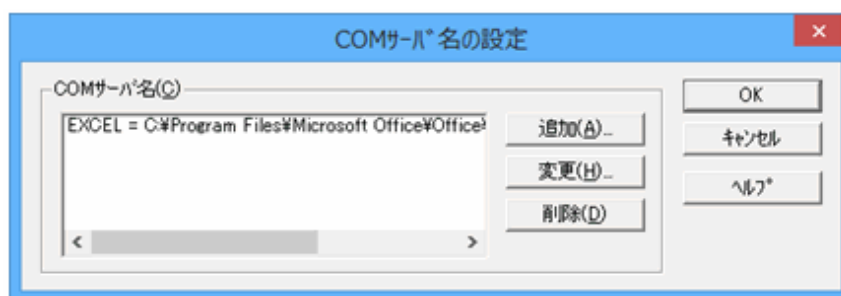 COMサーバ名の設定
COMサーバ名(C)
EXCEL = C:¥Program Files¥Microsoft Office¥Office¥
追加(A)...
変更(H)...
削除(D)
OK
キャンセル
ヘルプ